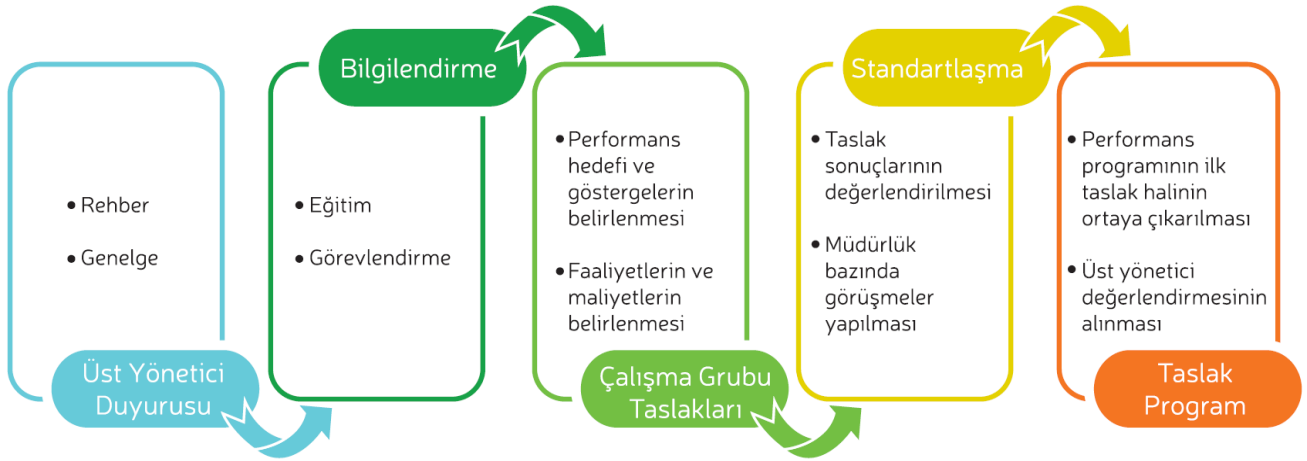 • Rehber
• Genelge
Üst Yönetici
Duyurusu
Bilgilendirme
• Eğitim
• Görevlendirme
• Performans
hedefi ve
göstergelerin
belirlenmesi
• Faaliyetlerin ve
maliyetlerin
belirlenmesi
Çalışma Grubu
Taslakları
Standartlaşma
• Taslak
sonuçlarının
değerlendirilmesi
• Müdürlük
bazında
görüşmeler
yapılması
• Performans
programının ilk
taslak halinin
ortaya çıkarılması
• Üst yönetici
değerlendirmesinin
alınması
Taslak
Program